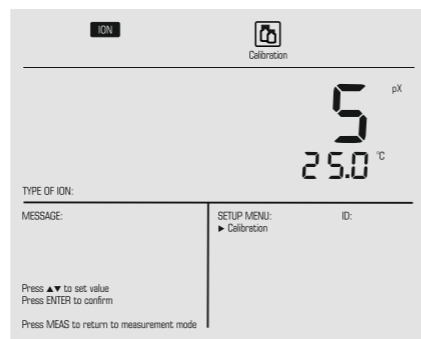 ION
Calibration
5 pX
25.0 °C
TYPE OF ION:
MESSAGE:
SETUP MENU: ID:
▶ Calibration
Press ▲▼ to set value
Press ENTER to confirm
Press MEAS to return to measurement mode